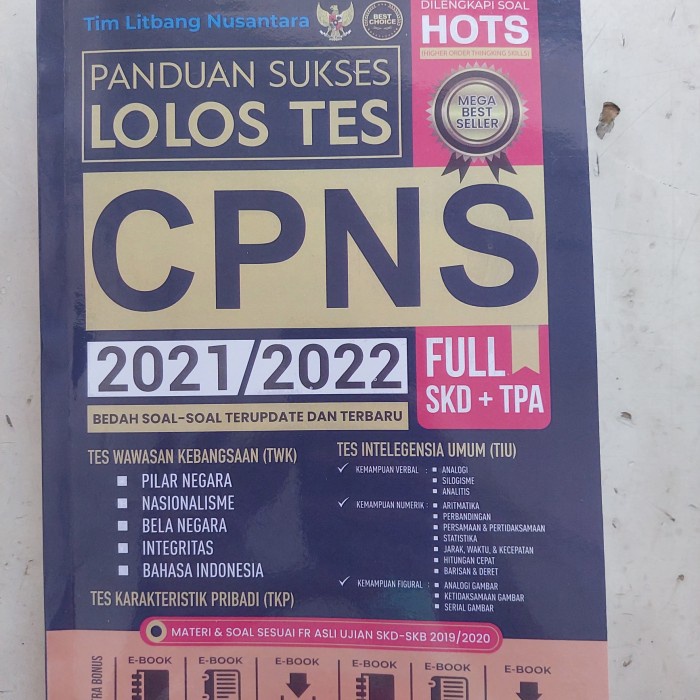 Tim Litbang Nusantara
BEST
CHOICE
DILENGKAPI SOAL
HOTS
(HIGHER ORDER THINGKING SKILLS)
PANDUAN SUKSES
LOLOS TES
MEGA
BEST
SELLER
CPNS
2021/2022
BEDAH SOAL-SOAL TERUPDATE DAN TERBARU
FULL
SKD + TPA
TES WAWASAN KEBANGSAAN (TWK)
PILAR NEGARA
NASIONALISME
BELA NEGARA
INTEGRITAS
BAHASA INDONESIA
TES KARAKTERISTIK PRIBADI (TKP)
TES INTELEGENSIA UMUM (TIU)
KEMAMPUAN VERBAL : ANALOGI
SILOGISME
ANALITIS
KEMAMPUAN NUMERIK : ARITMATIKA
PERBANDINGAN
PERSAMAAN & PERTIDAKSAMAAN
STATISTIKA
JARAK, WAKTU, & KECEPATAN
HITUNGAN CEPAT
BARISAN & DERET
KEMAMPUAN FIGURAL : ANALOGI GAMBAR
KETIDAKSAMAAN GAMBAR
SERIAL GAMBAR
MATERI & SOAL SESUAI FR ASLI UJIAN SKD-SKB 2019/2020
BONUS
E-BOOK E-BOOK E-BOOK E-BOOK E-BOOK E-BOOK